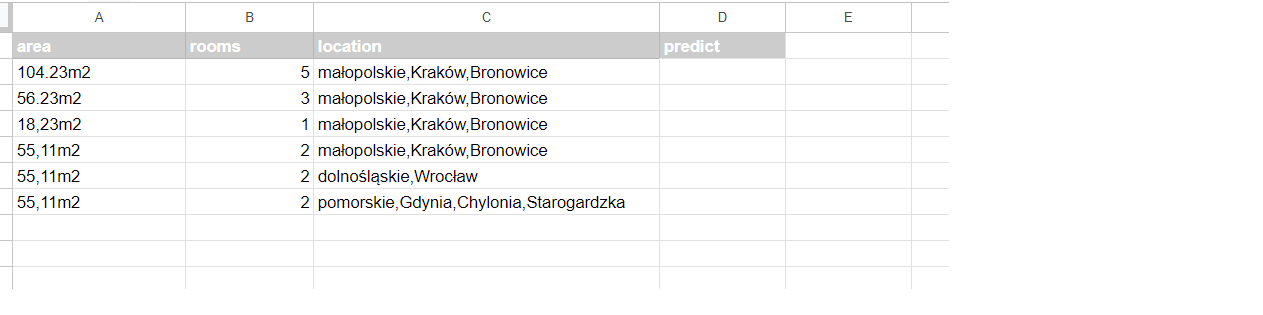 A B C D E
area rooms location predict
104.23m2 5 małopolskie,Kraków,Bronowice
56.23m2 3 małopolskie,Kraków,Bronowice
18,23m2 1 małopolskie,Kraków,Bronowice
55,11m2 2 małopolskie,Kraków,Bronowice
55,11m2 2 dolnośląskie,Wrocław
55,11m2 2 pomorskie,Gdynia,Chylonia,Starogardzka